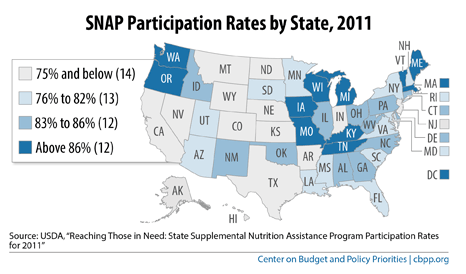 SNAP Participation Rates by State, 2011
75% and below (14)
76% to 82% (13)
83% to 86% (12)
Above 86% (12)
WA
OR
CA
NV
ID
MT
WY
UT
AZ
CO
NM
ND
SD
NE
KS
OK
TX
MN
IA
MO
AR
LA
WI
IL
MI
IN
OH
KY
TN
MS
AL
GA
FL
SC
NC
VA
WV
PA
NY
VT
NH
ME
MA
RI
CT
NJ
DE
MD
DC
AK
HI
Source: USDA, “Reaching Those in Need: State Supplemental Nutrition Assistance Program Participation Rates
for 2011”
Center on Budget and Policy Priorities | cbpp.org